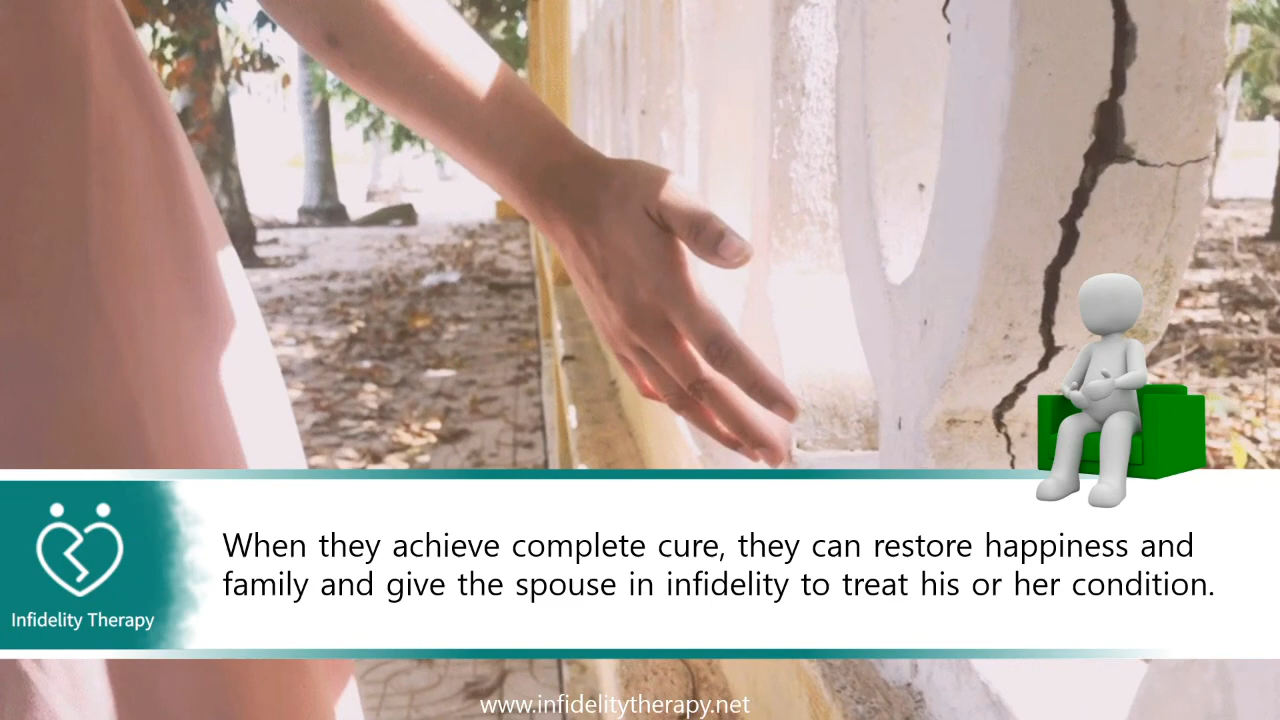 When they achieve complete cure, they can restore happiness and
family and give the spouse in infidelity to treat his or her condition.
Infidelity Therapy
www.infidelitytherapy.net